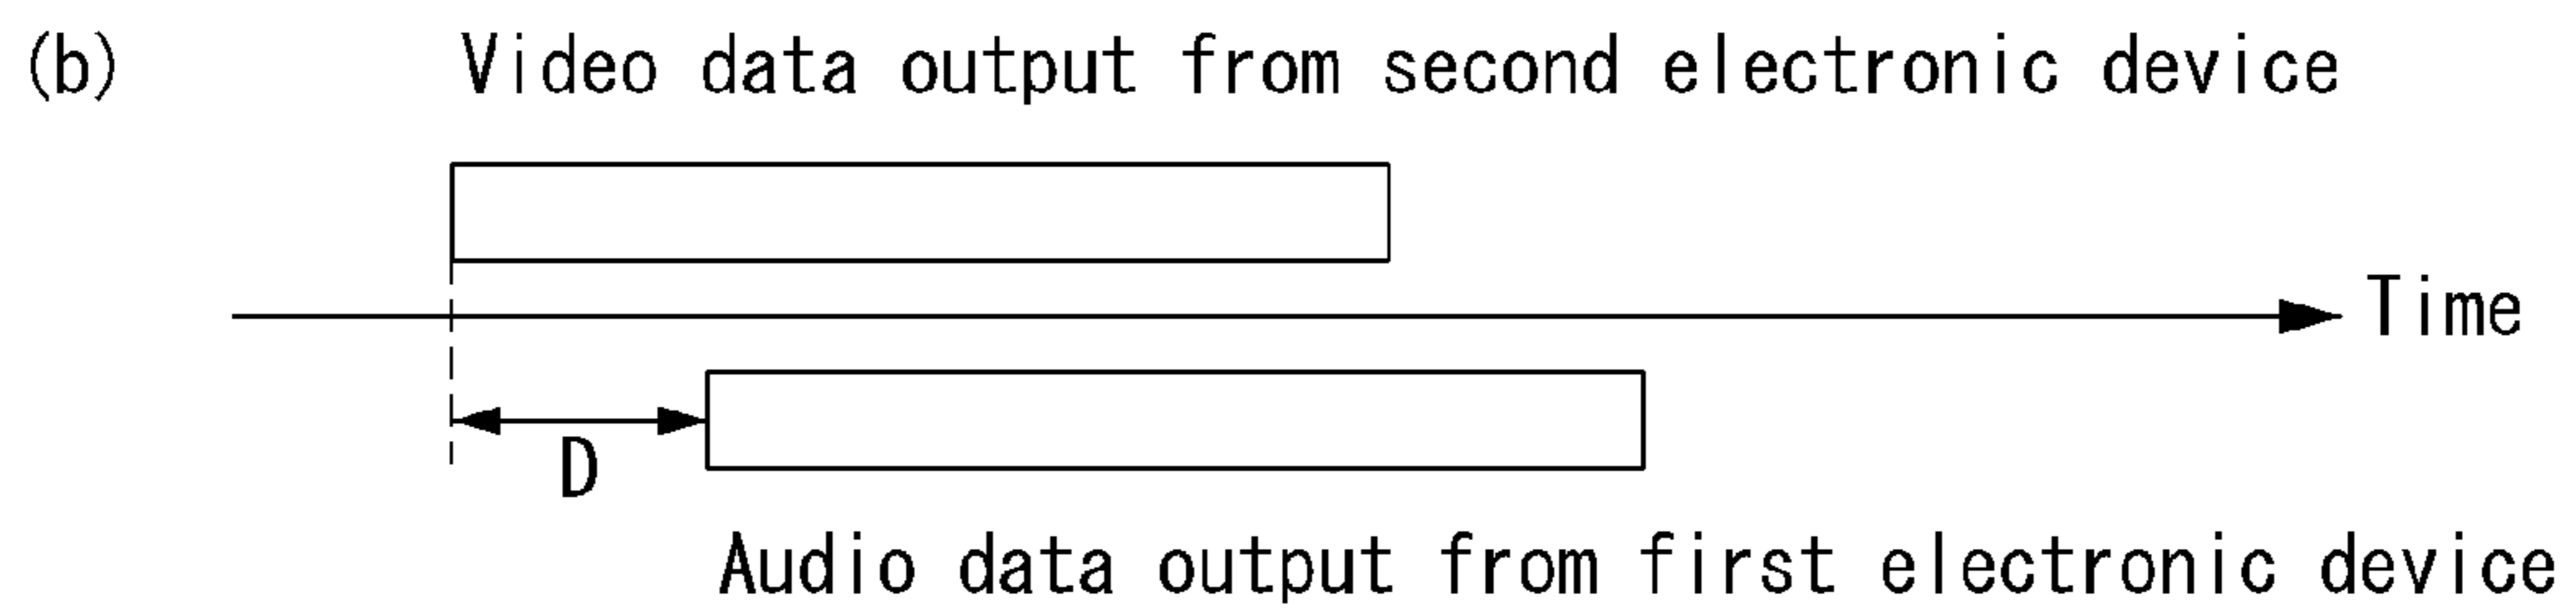 (b) Video data output from second electronic device
Time
D
Audio data output from first electronic device